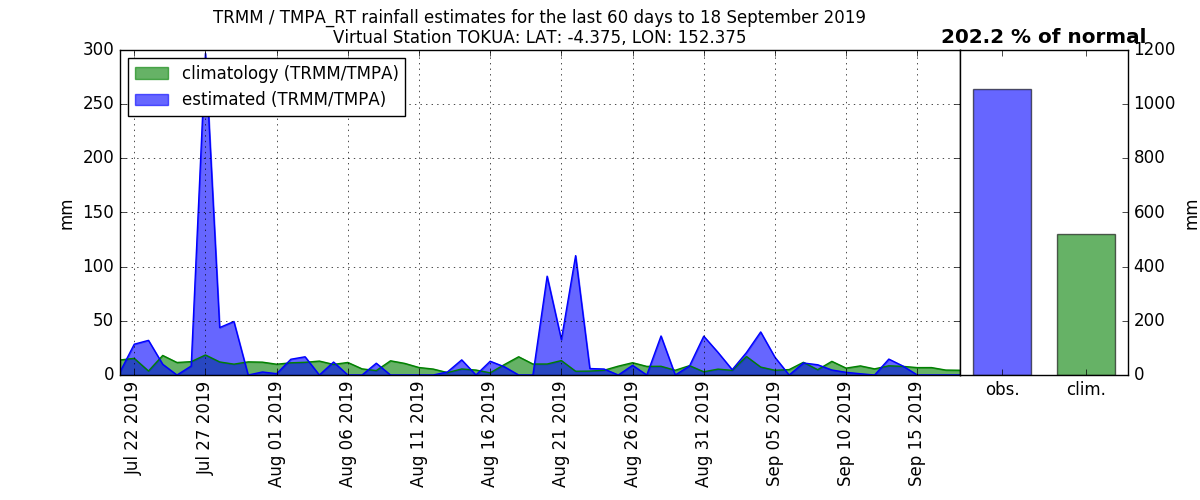 TRMM / TMPA_RT rainfall estimates for the last 60 days to 18 September 2019
Virtual Station TOKUA: LAT: -4.375, LON: 152.375
202.2 % of normal
climatology (TRMM/TMPA)
estimated (TRMM/TMPA)
mm
300
250
200
150
100
50
0
Jul 22 2019
Jul 27 2019
Aug 01 2019
Aug 06 2019
Aug 11 2019
Aug 16 2019
Aug 21 2019
Aug 26 2019
Aug 31 2019
Sep 05 2019
Sep 10 2019
Sep 15 2019
obs.
clim.
1200
1000
800
600
400
200
0
mm